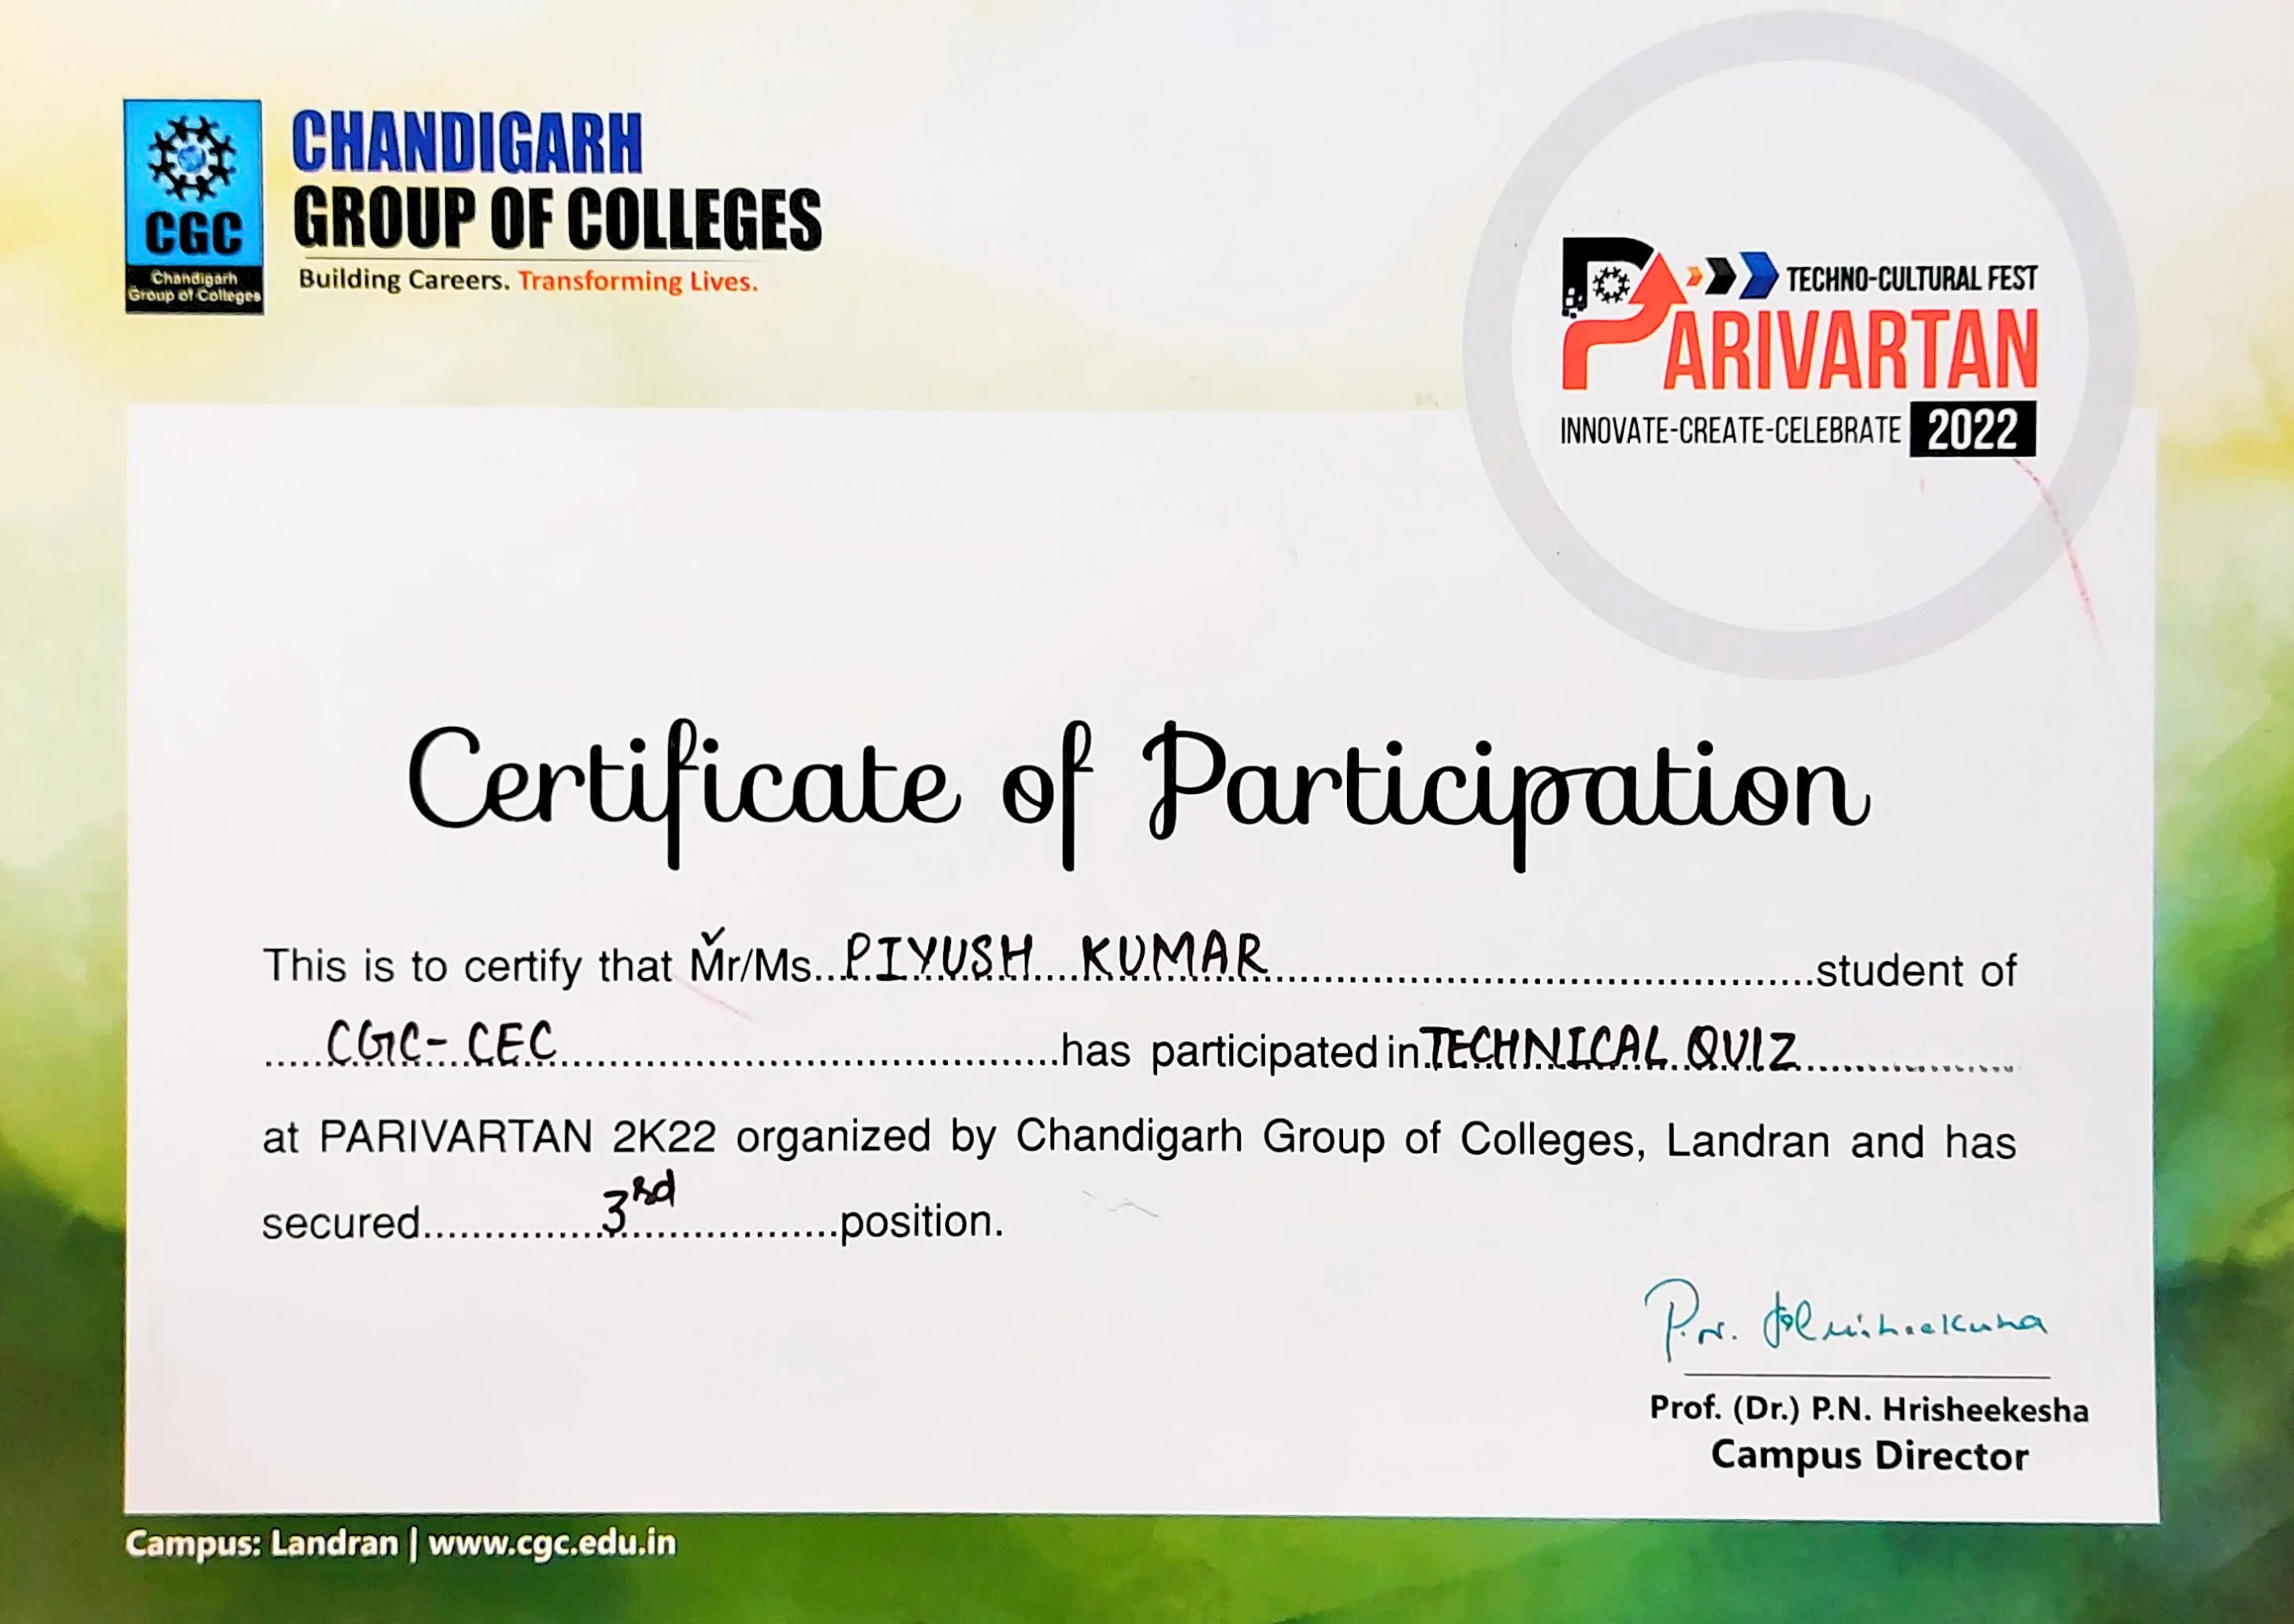 CHANDIGARH
GROUP OF COLLEGES
Building Careers. Transforming Lives.
CGC
Chandigarh
Group of Colleges
TECHNO-CULTURAL FEST
PARIVARTAN
INNOVATE-CREATE-CELEBRATE 2022
Certificate of Participation
This is to certify that Mr/Ms...PIYUSH KUMAR...student of
.....CGC-CEC...has participated in TECHNICAL QUIZ...
at PARIVARTAN 2K22 organized by Chandigarh Group of Colleges, Landran and has
secured...3rd...position.
P.N. Hrisheekesha
Prof. (Dr.) P.N. Hrisheekesha
Campus Director
Campus: Landran | www.cgc.edu.in